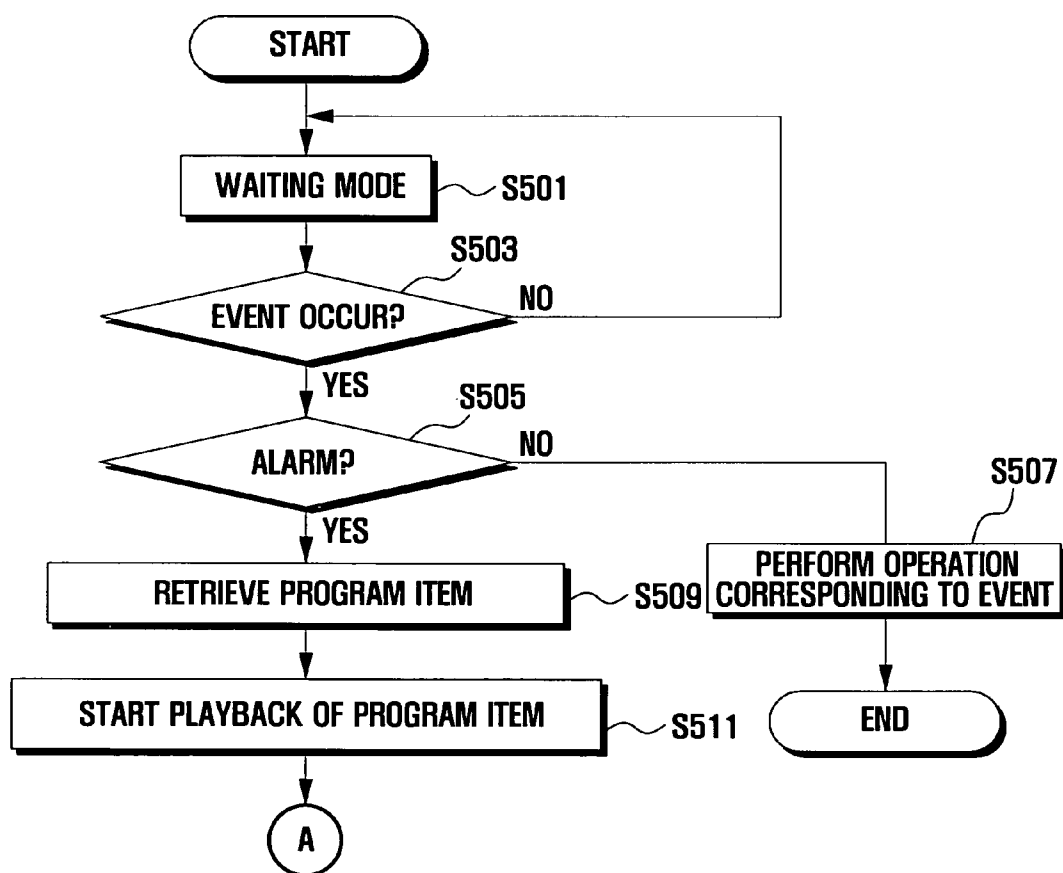 START
WAITING MODE
S501
S503
EVENT OCCUR?
NO
YES
S505
ALARM?
NO
YES
S507
PERFORM OPERATION
CORRESPONDING TO EVENT
RETRIEVE PROGRAM ITEM
S509
START PLAYBACK OF PROGRAM ITEM
S511
END
A